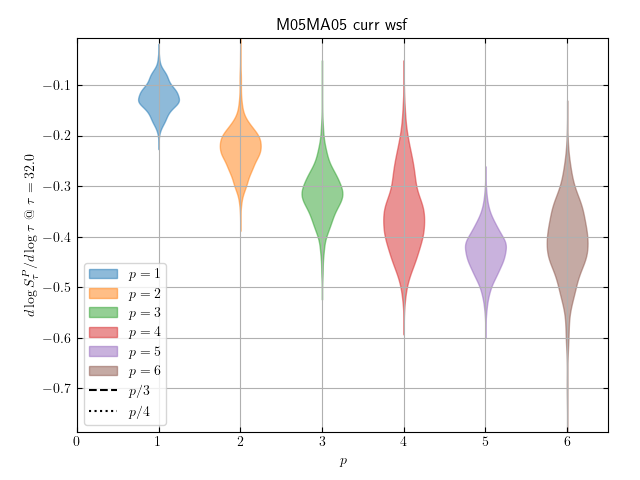 M05MA05 curr wsf
d log S_τ^P / d log τ @ τ = 32.0
−0.1
−0.2
−0.3
−0.4
−0.5
−0.6
−0.7
p = 1
p = 2
p = 3
p = 4
p = 5
p = 6
p/3
p/4
0 1 2 3 4 5 6
p